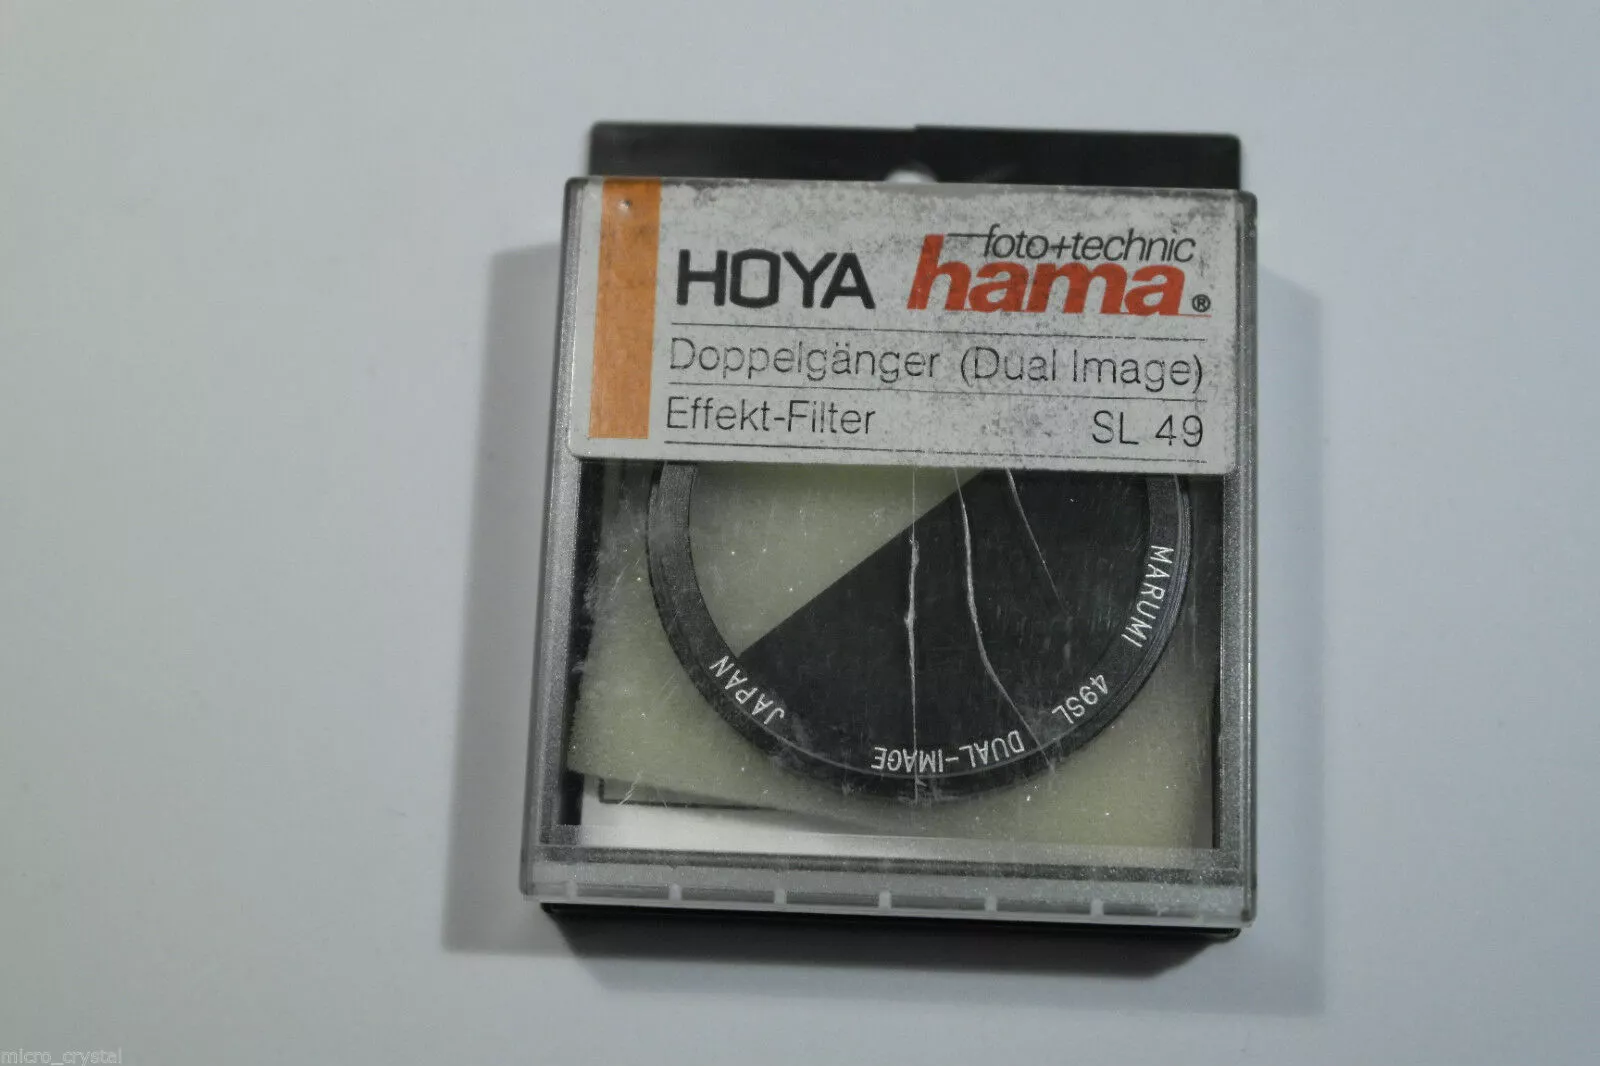 HOYA
foto+technic
hama®
Doppelgänger (Dual Image)
Effekt-Filter SL 49
MARUMI 49SL DUAL-IMAGE JAPAN
micro_crystal